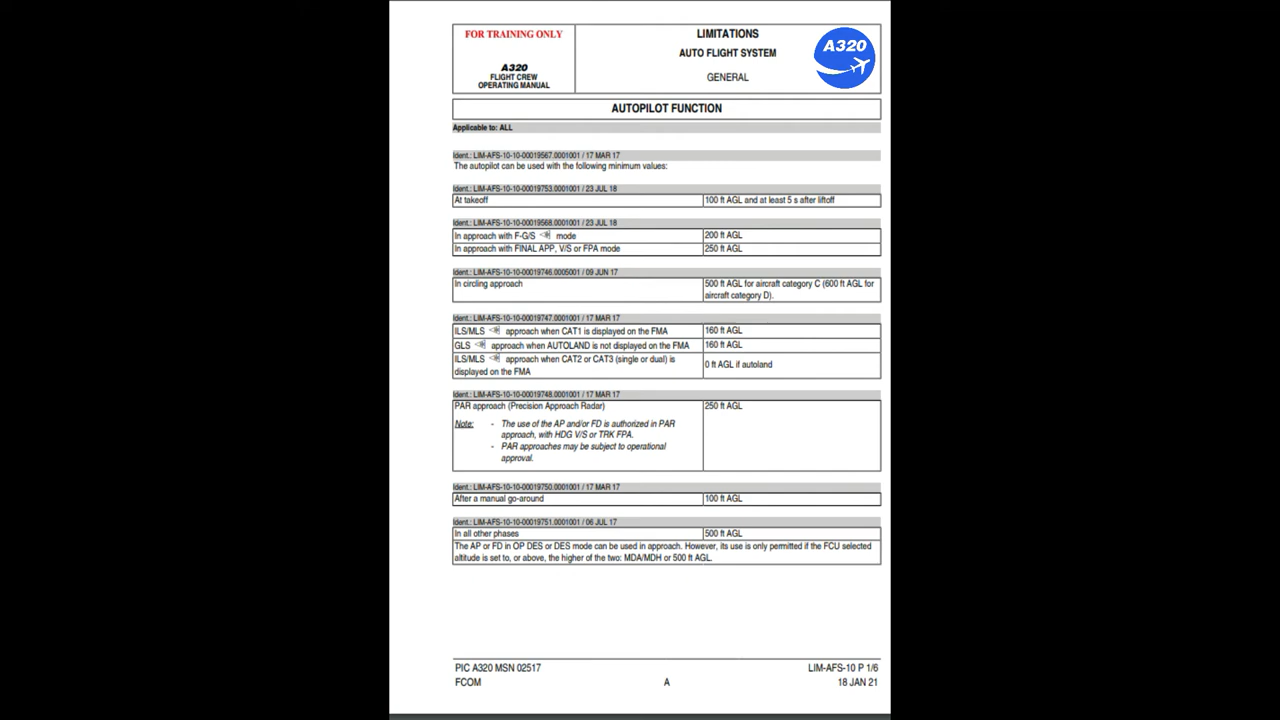 FOR TRAINING ONLY
A320
FLIGHT CREW
OPERATING MANUAL
LIMITATIONS
AUTO FLIGHT SYSTEM
GENERAL
A320
AUTOPILOT FUNCTION
Applicable to: ALL
Ident.: LIM-AFS-10-10-00019567.0001001 / 17 MAR 17
The autopilot can be used with the following minimum values:
Ident.: LIM-AFS-10-10-00019753.0001001 / 23 JUL 18
At takeoff 100 ft AGL and at least 5 s after liftoff
Ident.: LIM-AFS-10-10-00019568.0001001 / 23 JUL 18
In approach with F-G/S mode 200 ft AGL
In approach with FINAL APP, V/S or FPA mode 250 ft AGL
Ident.: LIM-AFS-10-10-00019746.0005001 / 09 JUN 17
In circling approach 500 ft AGL for aircraft category C (600 ft AGL for
aircraft category D).
Ident.: LIM-AFS-10-10-00019747.0001001 / 17 MAR 17
ILS/MLS approach when CAT1 is displayed on the FMA 160 ft AGL
GLS approach when AUTOLAND is not displayed on the FMA 160 ft AGL
ILS/MLS approach when CAT2 or CAT3 (single or dual) is
displayed on the FMA 0 ft AGL if autoland
Ident.: LIM-AFS-10-10-00019748.0001001 / 17 MAR 17
PAR approach (Precision Approach Radar) 250 ft AGL
Note: - The use of the AP and/or FD is authorized in PAR
approach, with HDG V/S or TRK FPA.
- PAR approaches may be subject to operational
approval.
Ident.: LIM-AFS-10-10-00019750.0001001 / 17 MAR 17
After a manual go-around 100 ft AGL
Ident.: LIM-AFS-10-10-00019751.0001001 / 06 JUL 17
In all other phases 500 ft AGL
The AP or FD in OP DES or DES mode can be used in approach. However, its use is only permitted if the FCU selected
altitude is set to, or above, the higher of the two: MDA/MDH or 500 ft AGL.
PIC A320 MSN 02517 LIM-AFS-10 P 1/6
FCOM A 18 JAN 21